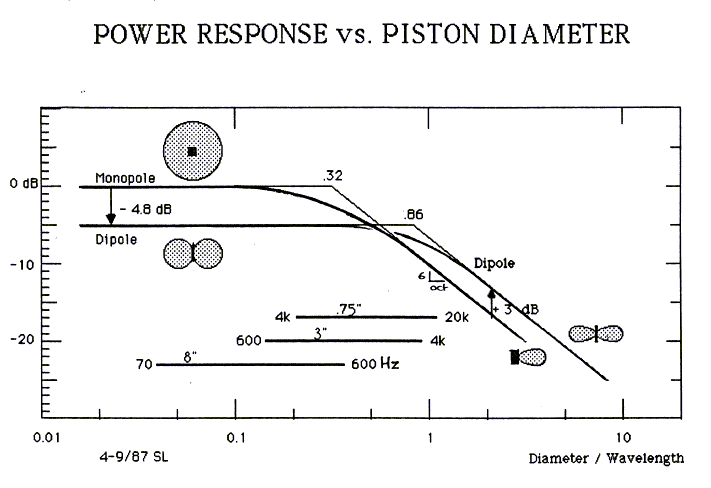 POWER RESPONSE vs. PISTON DIAMETER
Monopole
.32
0 dB
- 4.8 dB
.86
Dipole
Dipole
-10
6
oct
.75"
4k
20k
+ 3 dB
3"
600
4k
-20
8"
70
600 Hz
0.01
0.1
1
10
4-9/87 SL
Diameter / Wavelength